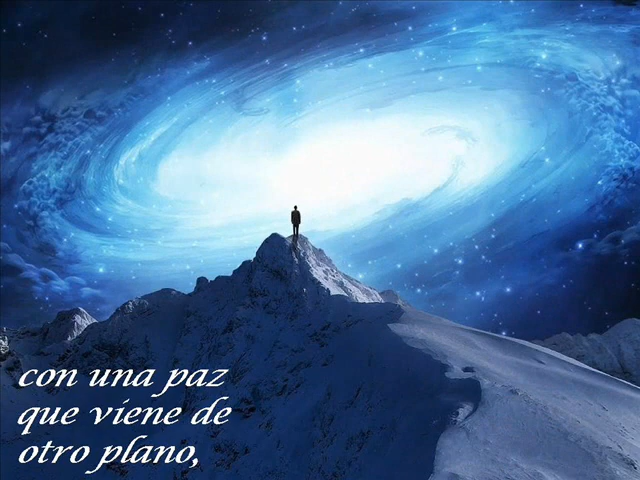 con una paz
que viene de
otro plano,